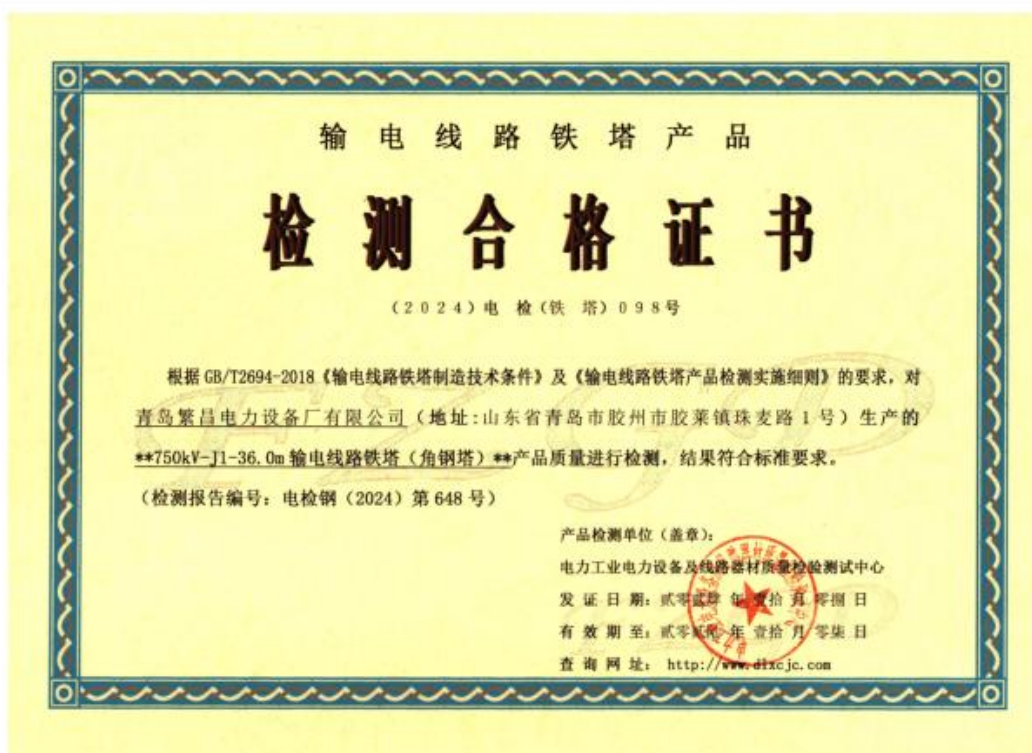 输电线路铁塔产品
检测合格证书
(2024)电 检(铁 塔)098号
根据 GB/T2694-2018《输电线路铁塔制造技术条件》及《输电线路铁塔产品检测实施细则》的要求，对
青岛繁昌电力设备厂有限公司（地址:山东省青岛市胶州市胶莱镇珠麦路 1 号）生产的
**750kV-J1-36.0m 输电线路铁塔（角钢塔）**产品质量进行检测，结果符合标准要求。
（检测报告编号：电检钢（2024）第 648 号）
产品检测单位（盖章）：
电力工业电力设备及线路器材质量检验测试中心
发 证 日 期：贰零贰肆 年 壹拾 月 零捌 日
有 效 期 至：贰零贰 年 壹拾 月 零柒 日
查 询 网 址： http://www.dlxcjc.com